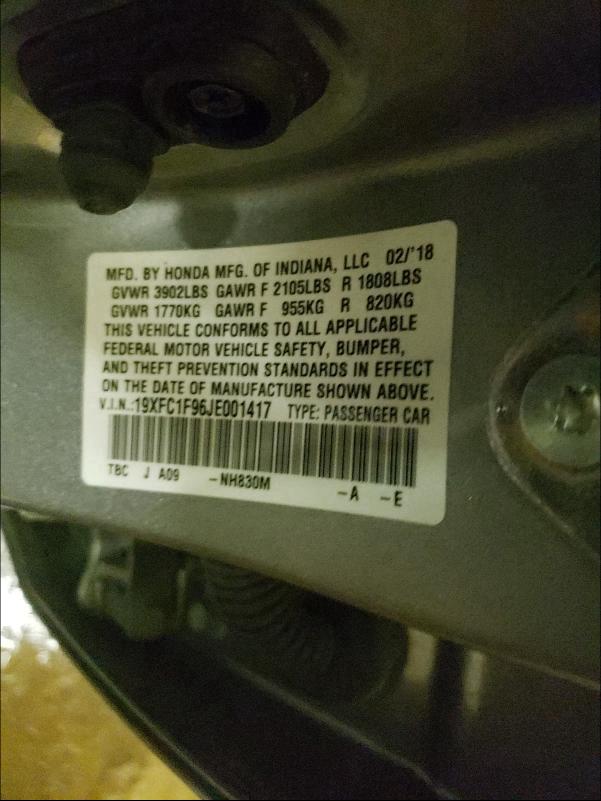 MFD. BY HONDA MFG. OF INDIANA, LLC 02/'18
GVWR 3902LBS GAWR F 2105LBS R 1808LBS
GVWR 1770KG GAWR F 955KG R 820KG
THIS VEHICLE CONFORMS TO ALL APPLICABLE
FEDERAL MOTOR VEHICLE SAFETY, BUMPER,
AND THEFT PREVENTION STANDARDS IN EFFECT
ON THE DATE OF MANUFACTURE SHOWN ABOVE.
V.I.N.:19XFC1F96JE001417 TYPE: PASSENGER CAR
TBC J A09 -NH830M -A -E